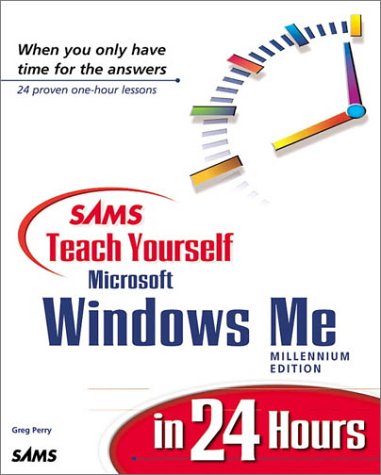 When you only have
time for the answers
24 proven one-hour lessons
SAMS
Teach Yourself
Microsoft
Windows Me
MILLENNIUM
EDITION
Greg Perry
SAMS
in 24 Hours